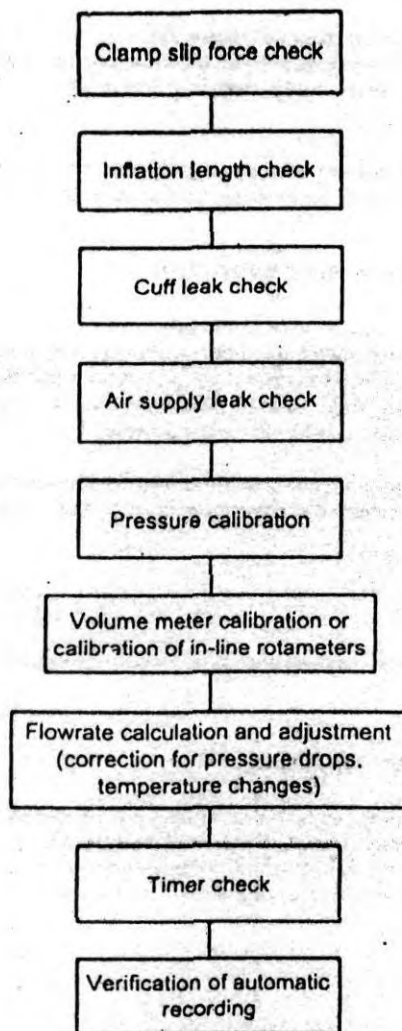 Clamp slip force check
Inflation length check
Cuff leak check
Air supply leak check
Pressure calibration
Volume meter calibration or
calibration of in-line rotameters
Flowrate calculation and adjustment
(correction for pressure drops,
temperature changes)
Timer check
Verification of automatic
recording